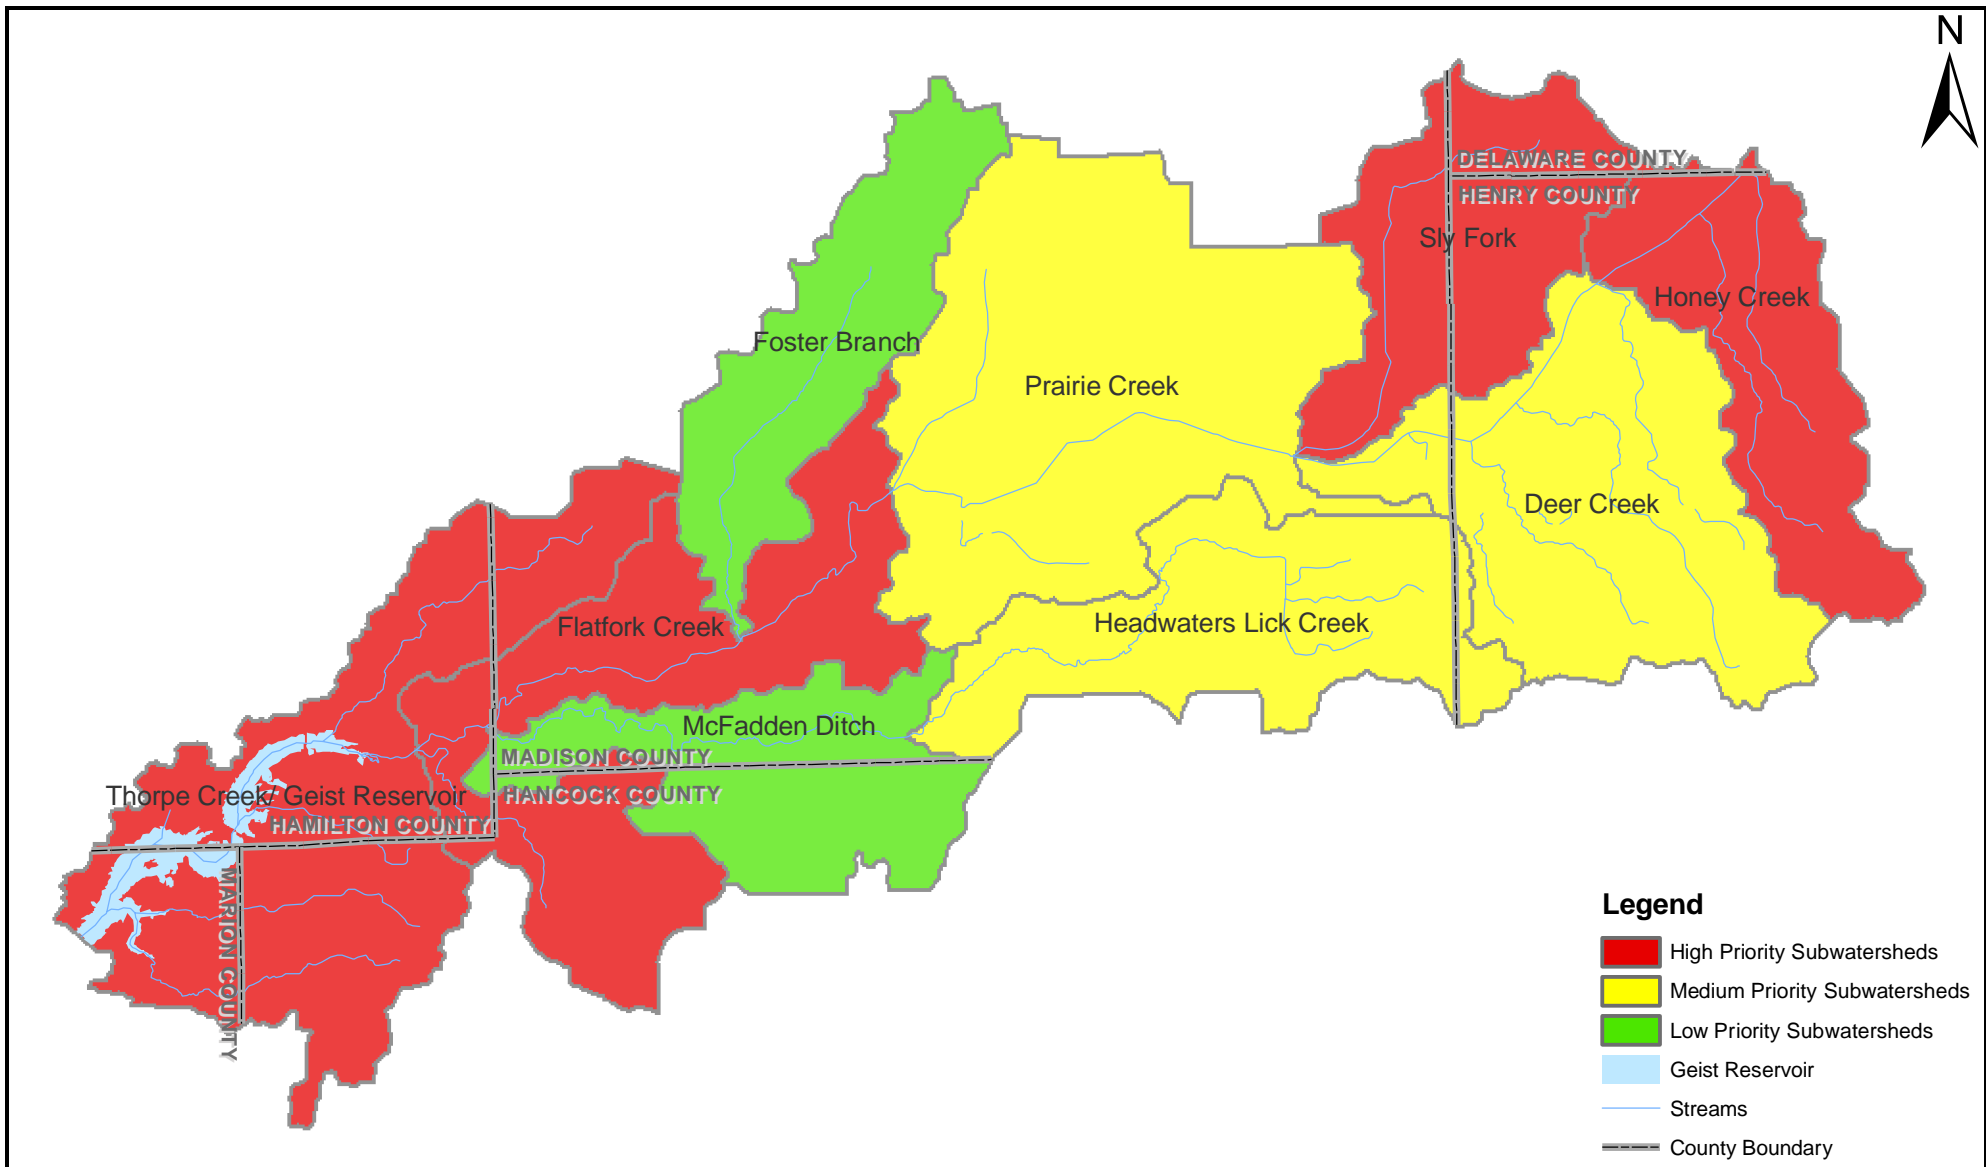 N
DELAWARE COUNTY
HENRY COUNTY
Sly Fork
Honey Creek
Foster Branch
Prairie Creek
Deer Creek
Headwaters Lick Creek
Flatfork Creek
McFadden Ditch
MADISON COUNTY
HANCOCK COUNTY
Thorpe Creek/ Geist Reservoir
HAMILTON COUNTY
MARION COUNTY
Legend
High Priority Subwatersheds
Medium Priority Subwatersheds
Low Priority Subwatersheds
Geist Reservoir
Streams
County Boundary